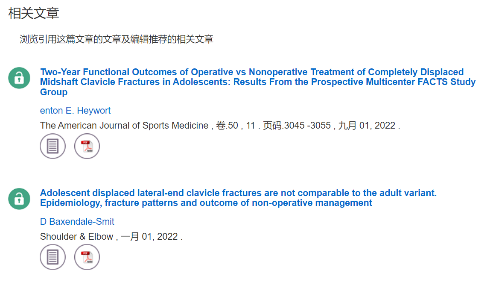 相关文章
浏览引用这篇文章的文章及编辑推荐的相关文章
Two-Year Functional Outcomes of Operative vs Nonoperative Treatment of Completely Displaced
Midshaft Clavicle Fractures in Adolescents: Results From the Prospective Multicenter FACTS Study
Group
enton E. Heywort
The American Journal of Sports Medicine , 卷.50 , 11 . 页码.3045 -3055 , 九月 01, 2022 .
Adolescent displaced lateral-end clavicle fractures are not comparable to the adult variant.
Epidemiology, fracture patterns and outcome of non-operative management
D Baxendale-Smit
Shoulder & Elbow , 一月 01, 2022 .